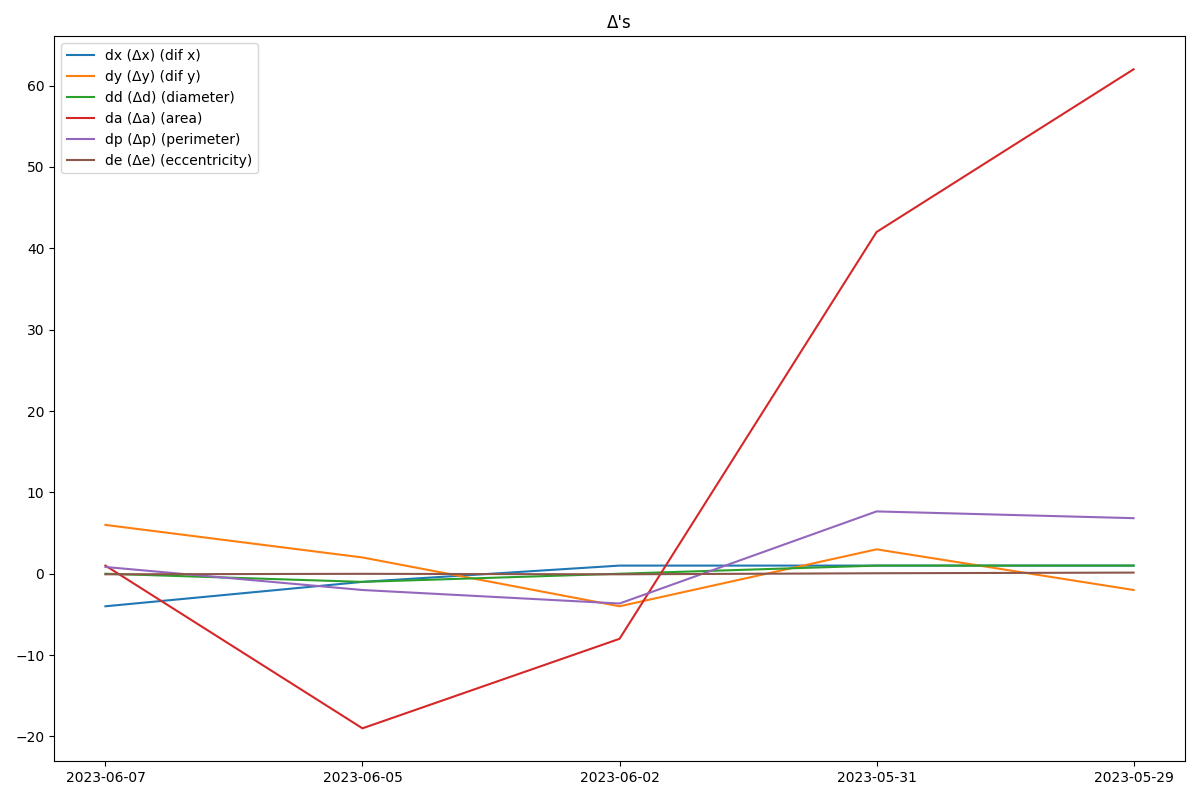 Δ's
dx (Δx) (dif x)
dy (Δy) (dif y)
dd (Δd) (diameter)
da (Δa) (area)
dp (Δp) (perimeter)
de (Δe) (eccentricity)
60
50
40
30
20
10
0
−10
−20
2023-06-07 2023-06-05 2023-06-02 2023-05-31 2023-05-29